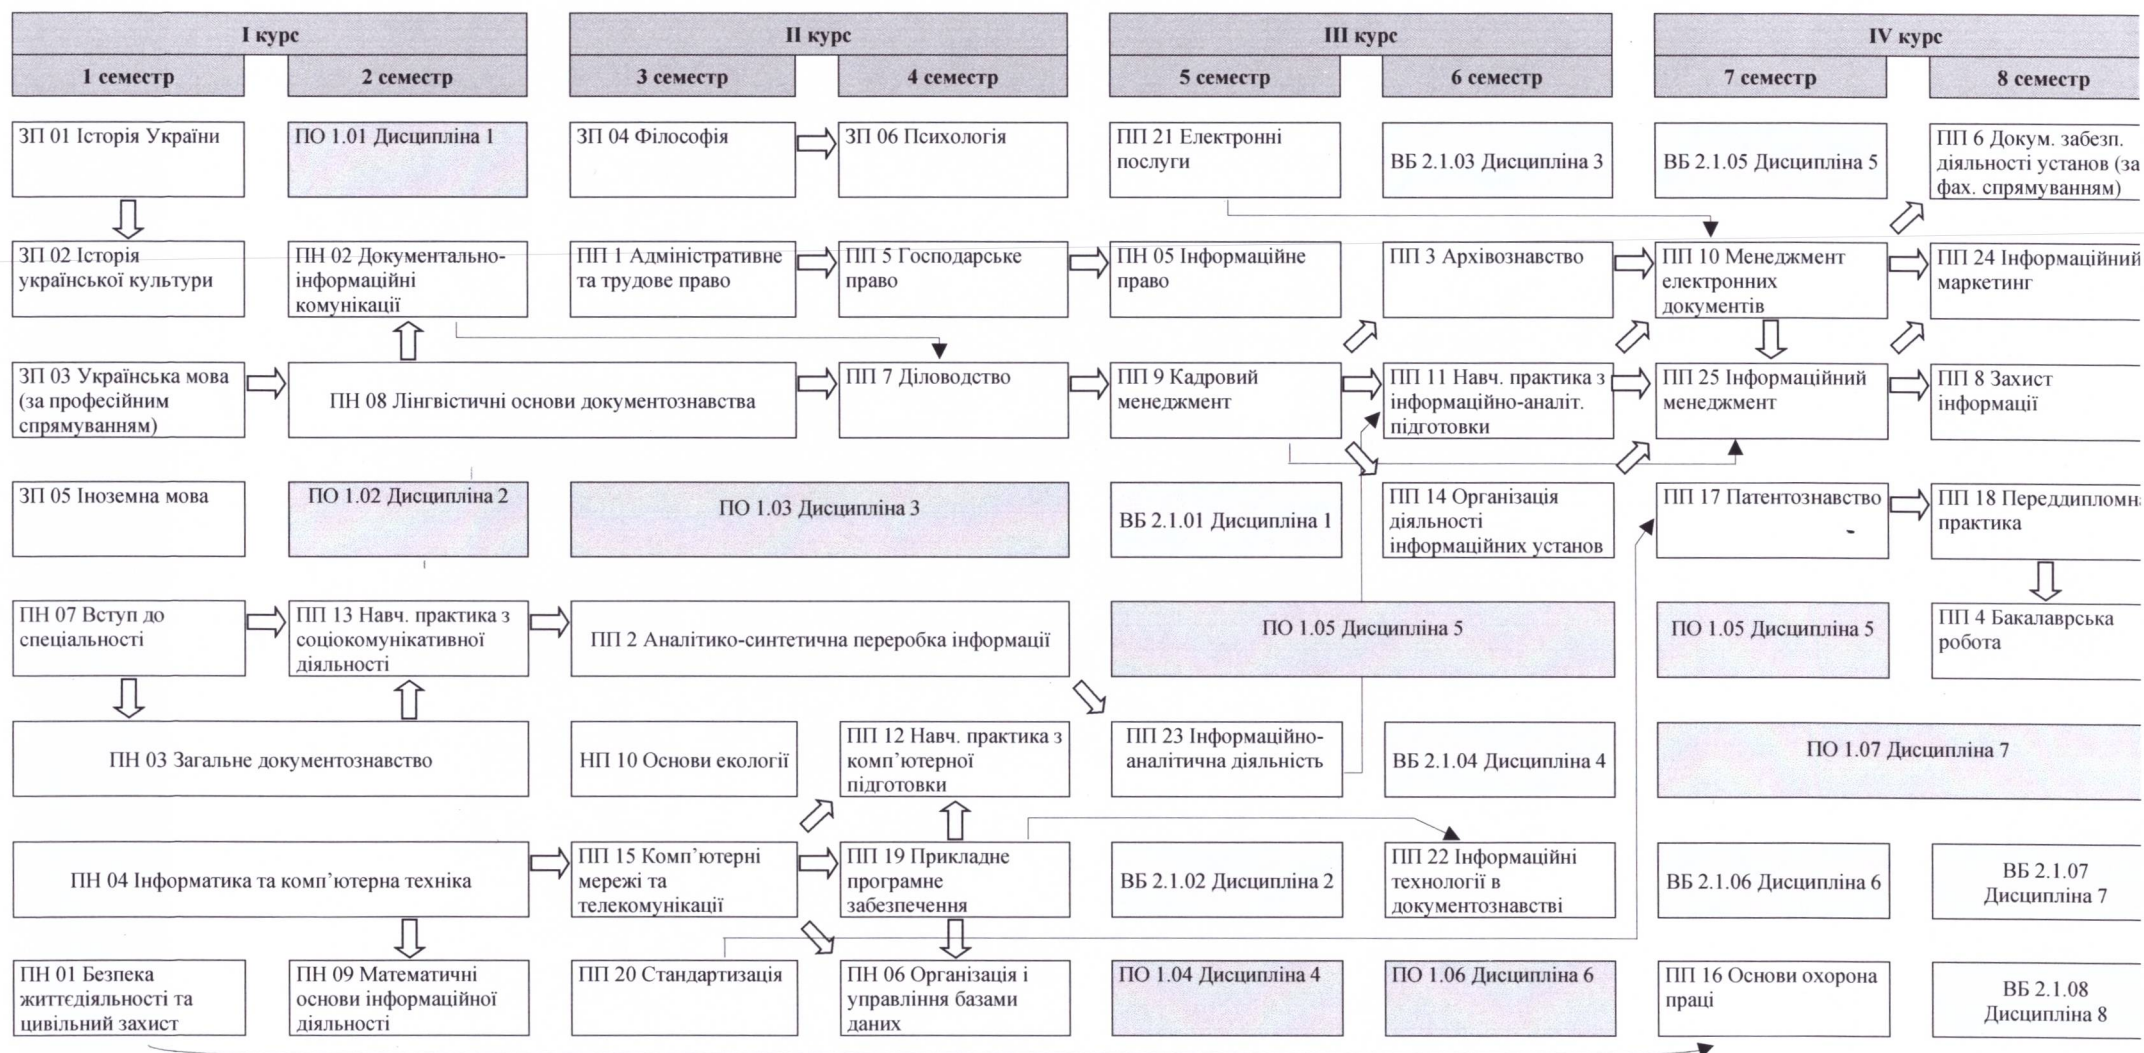 I курс
II курс
III курс
IV курс
1 семестр
2 семестр
3 семестр
4 семестр
5 семестр
6 семестр
7 семестр
8 семестр
ЗП 01 Історія України
ПО 1.01 Дисципліна 1
ЗП 04 Філософія
ЗП 06 Психологія
ПП 21 Електронні
послуги
ВБ 2.1.03 Дисципліна 3
ВБ 2.1.05 Дисципліна 5
ПП 6 Докум. забезп.
діяльності установ (за
фах. спрямуванням)
ЗП 02 Історія
української культури
ПН 02 Документально-
інформаційні
комунікації
ПП 1 Адміністративне
та трудове право
ПП 5 Господарське
право
ПН 05 Інформаційне
право
ПП 3 Архівознавство
ПП 10 Менеджмент
електронних
документів
ПП 24 Інформаційний
маркетинг
ЗП 03 Українська мова
(за професійним
спрямуванням)
ПН 08 Лінгвістичні основи документознавства
ПП 7 Діловодство
ПП 9 Кадровий
менеджмент
ПП 11 Навч. практика з
інформаційно-аналіт.
підготовки
ПП 25 Інформаційний
менеджмент
ПП 8 Захист
інформації
ЗП 05 Іноземна мова
ПО 1.02 Дисципліна 2
ПО 1.03 Дисципліна 3
ВБ 2.1.01 Дисципліна 1
ПП 14 Організація
діяльності
інформаційних установ
ПП 17 Патентознавство
ПП 18 Переддипломна
практика
ПН 07 Вступ до
спеціальності
ПП 13 Навч. практика з
соціокомунікативної
діяльності
ПП 2 Аналітико-синтетична переробка інформації
ПО 1.05 Дисципліна 5
ПО 1.05 Дисципліна 5
ПП 4 Бакалаврська
робота
ПН 03 Загальне документознавство
НП 10 Основи екології
ПП 12 Навч. практика з
комп’ютерної
підготовки
ПП 23 Інформаційно-
аналітична діяльність
ВБ 2.1.04 Дисципліна 4
ПО 1.07 Дисципліна 7
ПН 04 Інформатика та комп’ютерна техніка
ПП 15 Комп’ютерні
мережі та
телекомунікації
ПП 19 Прикладне
програмне
забезпечення
ВБ 2.1.02 Дисципліна 2
ПП 22 Інформаційні
технології в
документознавстві
ВБ 2.1.06 Дисципліна 6
ВБ 2.1.07
Дисципліна 7
ПН 01 Безпека
життєдіяльності та
цивільний захист
ПН 09 Математичні
основи інформаційної
діяльності
ПП 20 Стандартизація
ПН 06 Організація і
управління базами
даних
ПО 1.04 Дисципліна 4
ПО 1.06 Дисципліна 6
ПП 16 Основи охорона
праці
ВБ 2.1.08
Дисципліна 8